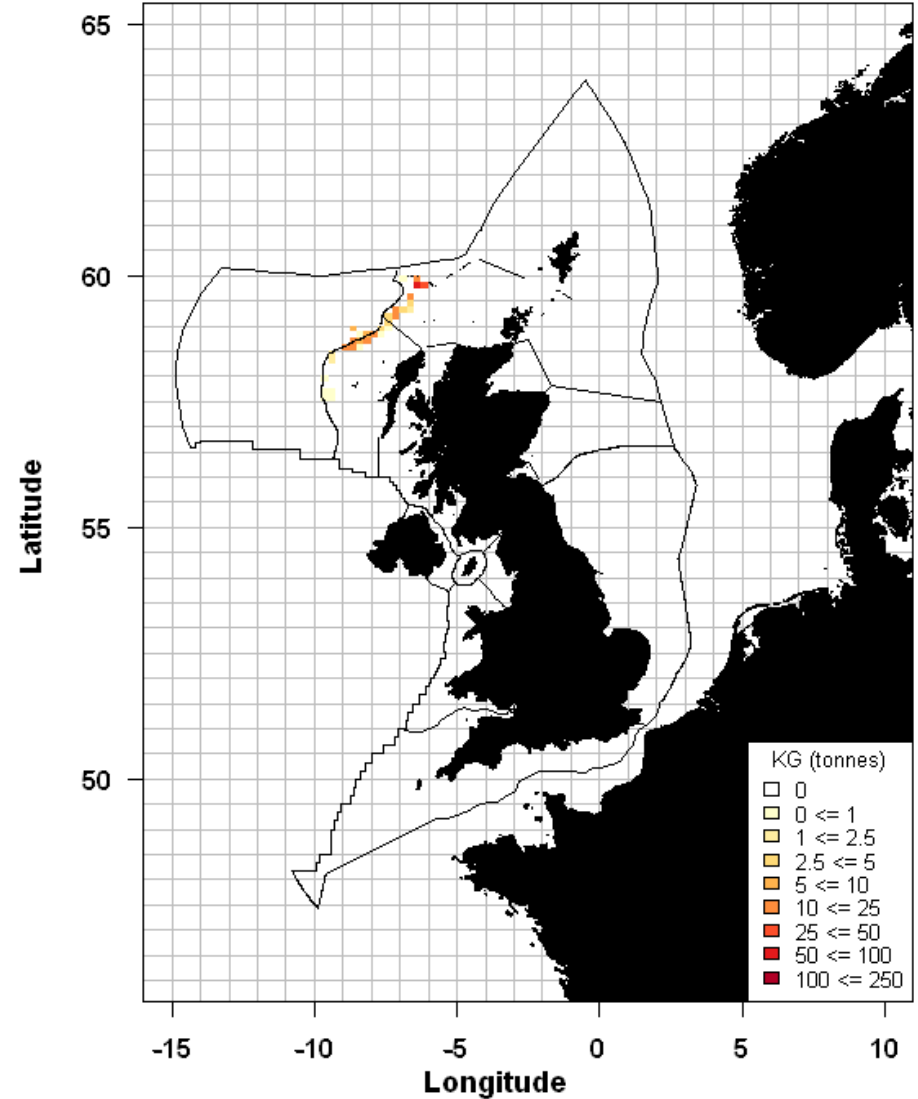 65
60
55
50
Latitude
-15 -10 -5 0 5 10
Longitude
KG (tonnes)
0
0 <= 1
1 <= 2.5
2.5 <= 5
5 <= 10
10 <= 25
25 <= 50
50 <= 100
100 <= 250